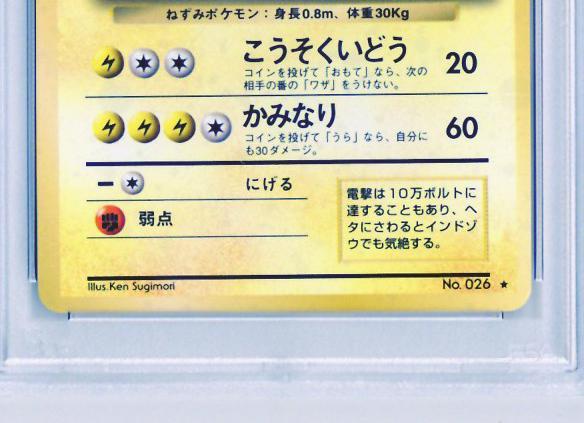 ねずみポケモン：身長0.8m、体重30Kg
こうそくいどう 20
コインを投げて「おもて」なら、次の
相手の番の「ワザ」をうけない。
かみなり 60
コインを投げて「うら」なら、自分に
も30ダメージ。
にげる
弱点
電撃は10万ボルトに
達することもあり、ヘ
タにさわるとインドゾ
ウでも気絶する。
Illus.Ken Sugimori
No. 026 ★